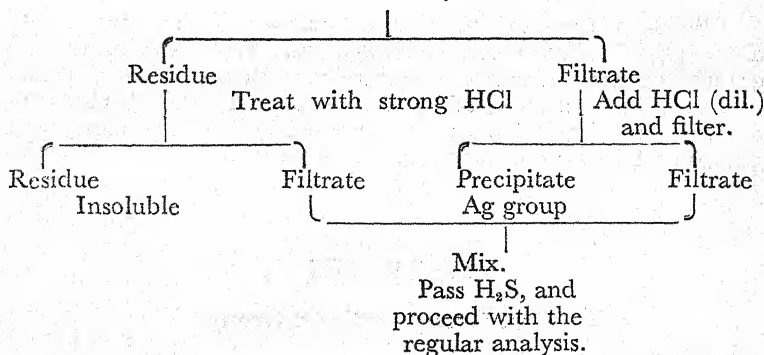 Residue Filtrate
Treat with strong HCl Add HCl (dil.)
and filter.
Residue Filtrate Precipitate Filtrate
Insoluble Ag group
Mix.
Pass H₂S, and
proceed with the
regular analysis.